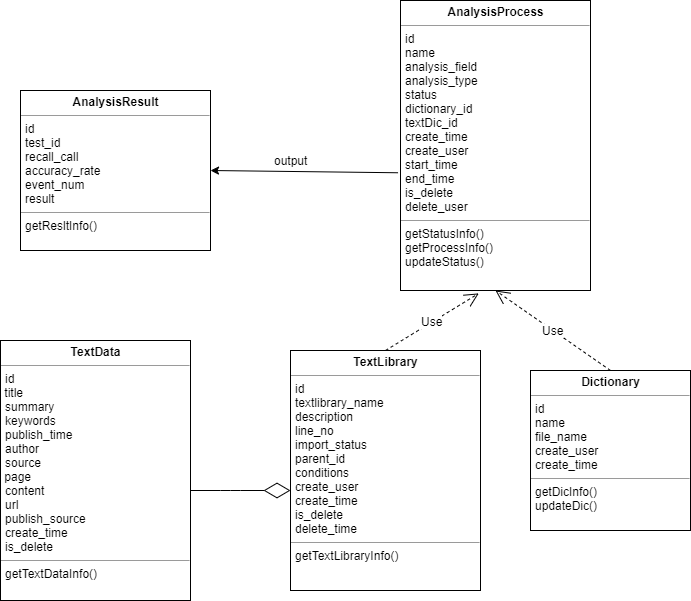 AnalysisProcess
id
name
analysis_field
analysis_type
status
dictionary_id
textDic_id
create_time
create_user
start_time
end_time
is_delete
delete_user
getStatusInfo()
getProcessInfo()
updateStatus()
AnalysisResult
id
test_id
recall_call
accuracy_rate
event_num
result
getResltInfo()
output
Use
Use
TextData
id
title
summary
keywords
publish_time
author
source
page
content
url
publish_source
create_time
is_delete
getTextDataInfo()
TextLibrary
id
textlibrary_name
description
line_no
import_status
parent_id
conditions
create_user
create_time
is_delete
delete_time
getTextLibraryInfo()
Dictionary
id
name
file_name
create_user
create_time
getDicInfo()
updateDic()